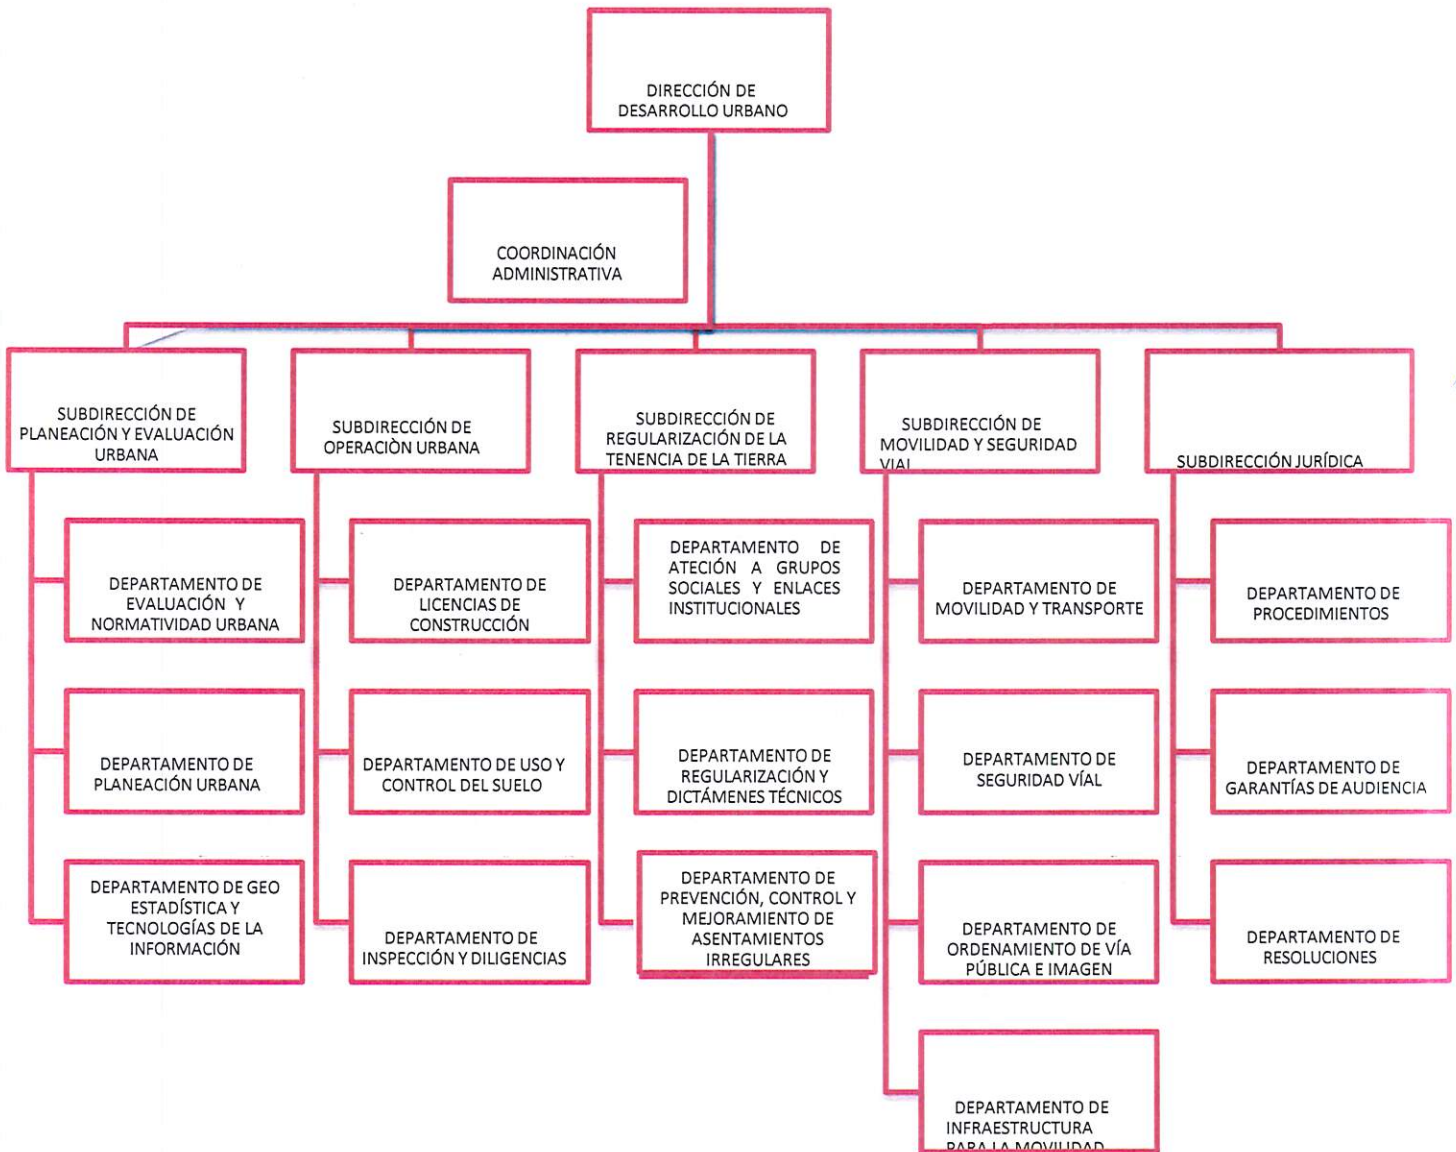 DIRECCIÓN DE
DESARROLLO URBANO
COORDINACIÓN
ADMINISTRATIVA
SUBDIRECCIÓN DE
PLANEACIÓN Y EVALUACIÓN
URBANA
SUBDIRECCIÓN DE
OPERACIÒN URBANA
SUBDIRECCIÓN DE
REGULARIZACIÓN DE LA
TENENCIA DE LA TIERRA
SUBDIRECCIÓN DE
MOVILIDAD Y SEGURIDAD
VIAL
SUBDIRECCIÓN JURÍDICA
DEPARTAMENTO DE
EVALUACIÓN Y
NORMATIVIDAD URBANA
DEPARTAMENTO DE
LICENCIAS DE
CONSTRUCCIÓN
DEPARTAMENTO DE
ATECIÓN A GRUPOS
SOCIALES Y ENLACES
INSTITUCIONALES
DEPARTAMENTO DE
MOVILIDAD Y TRANSPORTE
DEPARTAMENTO DE
PROCEDIMIENTOS
DEPARTAMENTO DE
PLANEACIÓN URBANA
DEPARTAMENTO DE USO Y
CONTROL DEL SUELO
DEPARTAMENTO DE
REGULARIZACIÓN Y
DICTÁMENES TÉCNICOS
DEPARTAMENTO DE
SEGURIDAD VÍAL
DEPARTAMENTO DE
GARANTÍAS DE AUDIENCIA
DEPARTAMENTO DE GEO
ESTADÍSTICA Y
TECNOLOGÍAS DE LA
INFORMACIÓN
DEPARTAMENTO DE
INSPECCIÓN Y DILIGENCIAS
DEPARTAMENTO DE
PREVENCIÓN, CONTROL Y
MEJORAMIENTO DE
ASENTAMIENTOS
IRREGULARES
DEPARTAMENTO DE
ORDENAMIENTO DE VÍA
PÚBLICA E IMAGEN
DEPARTAMENTO DE
RESOLUCIONES
DEPARTAMENTO DE
INFRAESTRUCTURA
PARA LA MOVILIDAD